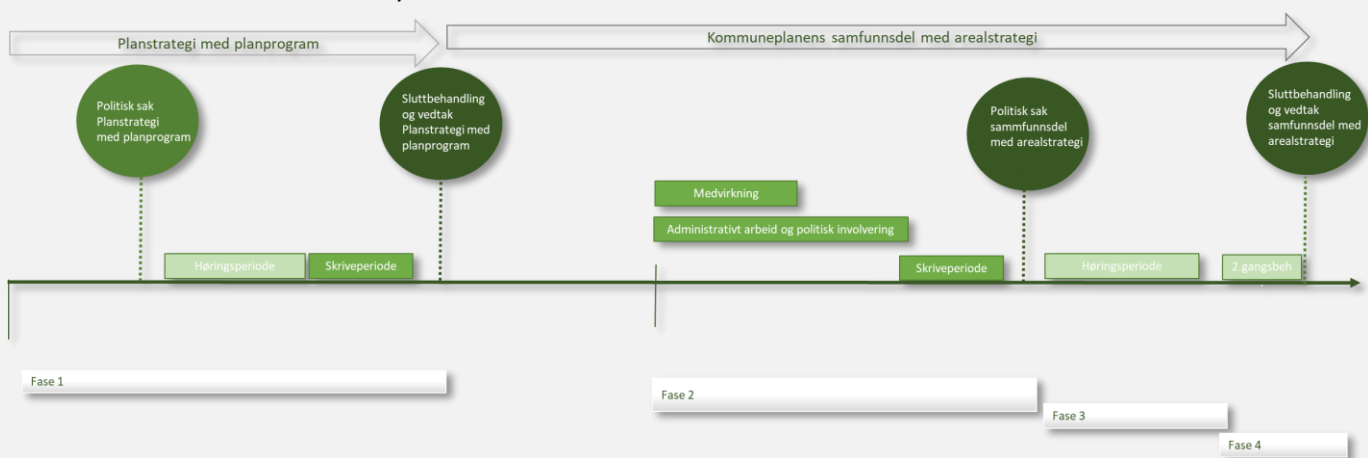 Planstrategi med planprogram
Kommuneplanens samfunnsdel med arealstrategi
Politisk sak
Planstrategi
med planprogram
Sluttbehandling
og vedtak
Planstrategi med
planprogram
Politisk sak
sammfunnsdel
med arealstrategi
Sluttbehandling
og vedtak
samfunnsdel med
arealstrategi
Medvirkning
Administrativt arbeid og politisk involvering
Høringsperiode
Skriveperiode
Skriveperiode
Høringsperiode
2.gangsbeh
Fase 1
Fase 2
Fase 3
Fase 4